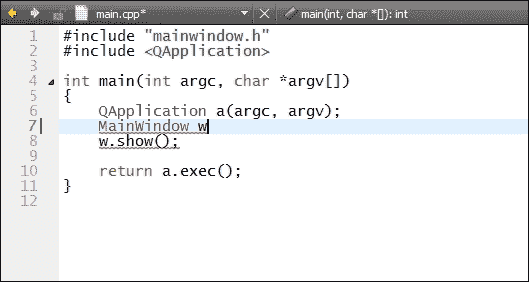 main.cpp* main(int, char *[]): int
1 #include "mainwindow.h"
2 #include <QApplication>
3
4 int main(int argc, char *argv[])
5 {
6 QApplication a(argc, argv);
7 MainWindow w
8 w.show();
9
10 return a.exec();
11 }
12